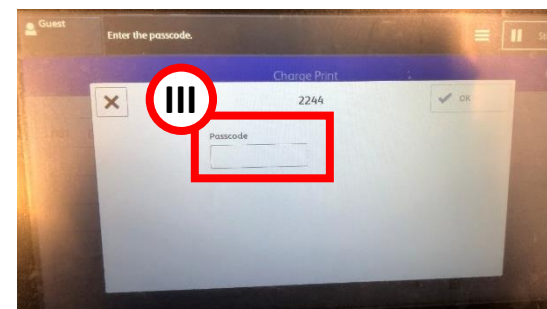 Guest
Enter the passcode.
Charge Print
III
2244
OK
Passcode